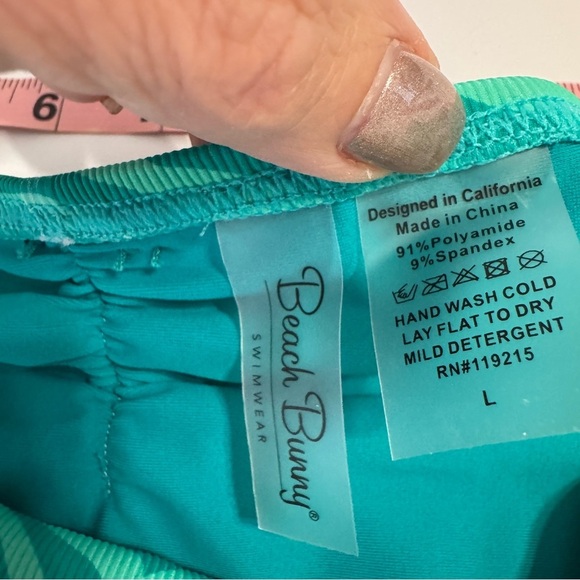 6
Beach Bunny®
SWIMWEAR
Designed in California
Made in China
91%Polyamide
9%Spandex
HAND WASH COLD
LAY FLAT TO DRY
MILD DETERGENT
RN#119215
L